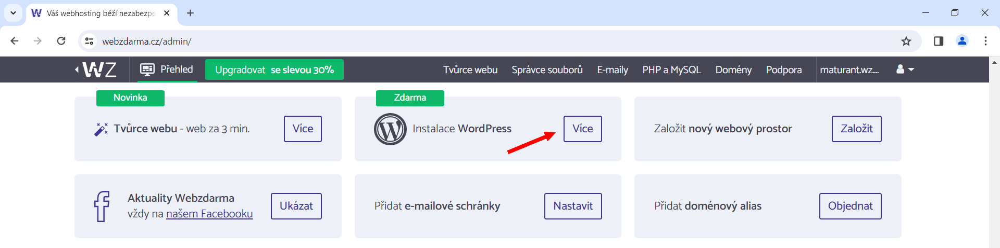 Váš webhosting běží nezabezpe
webzdarma.cz/admin/
WZ Přehled Upgradovat se slevou 30% Tvůrce webu Správce souborů E-maily PHP a MySQL Domény Podpora maturant.wz....
Novinka
Tvůrce webu - web za 3 min. Více
Zdarma
Instalace WordPress Více
Založit nový webový prostor Založit
Aktuality Webzdarma
vždy na našem Facebooku Ukázat
Přidat e-mailové schránky Nastavit
Přidat doménový alias Objednat